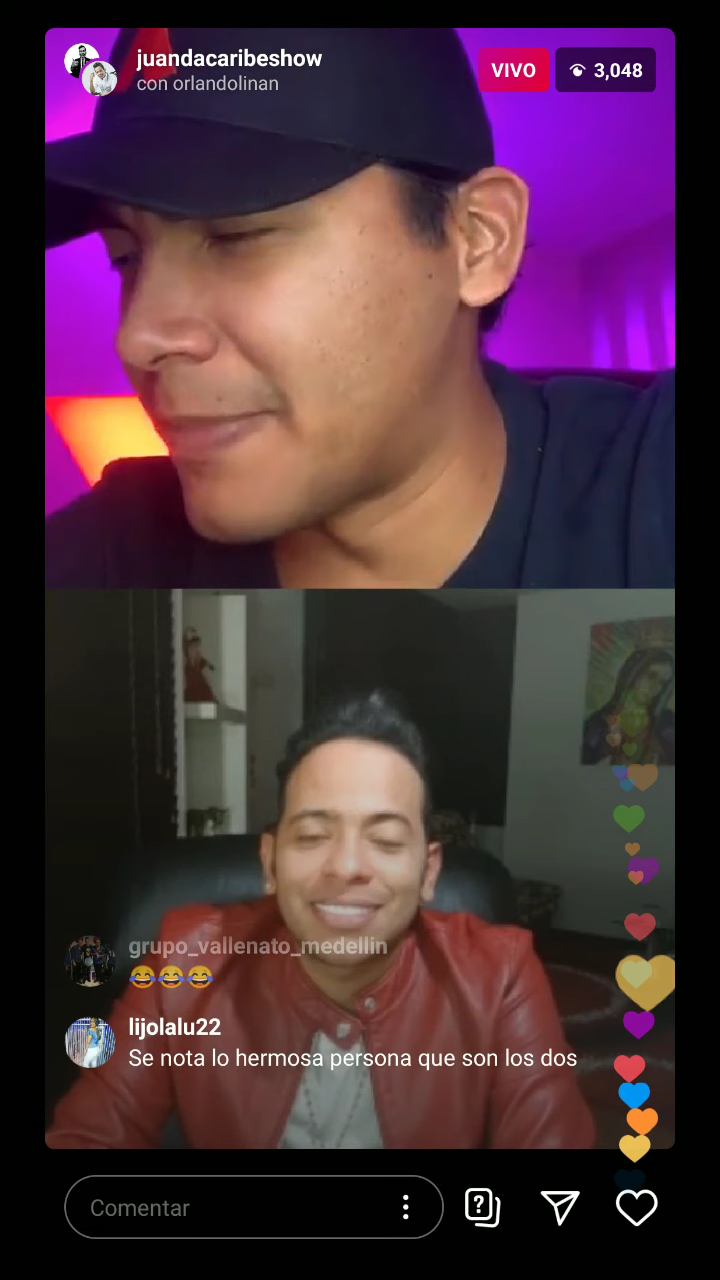 juandacaribeshow
con orlandolinan
VIVO
3,048
grupo_vallenato_medellin
😂😂😂
lijolalu22
Se nota lo hermosa persona que son los dos
Comentar
?